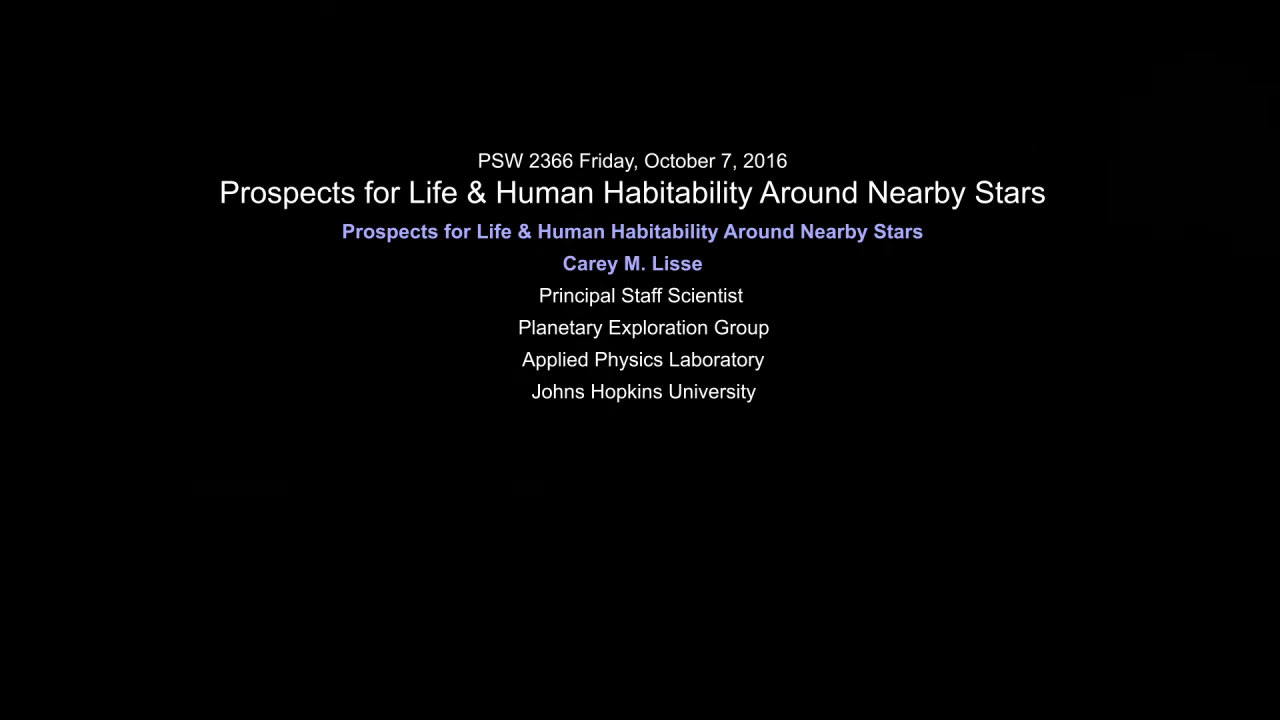 PSW 2366 Friday, October 7, 2016
Prospects for Life & Human Habitability Around Nearby Stars
Prospects for Life & Human Habitability Around Nearby Stars
Carey M. Lisse
Principal Staff Scientist
Planetary Exploration Group
Applied Physics Laboratory
Johns Hopkins University